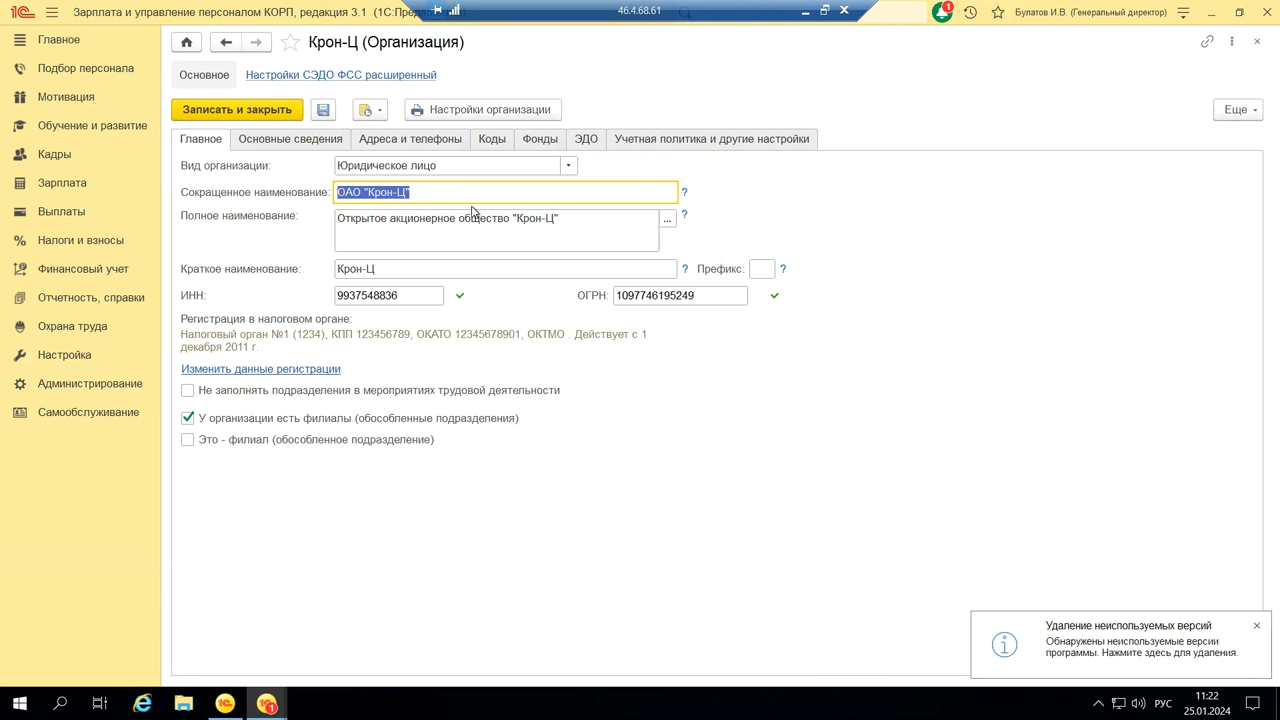 Зарплата и управление персоналом КОРП, редакция 3.1 (1С:Пред
46.4.68.61
1
Булатов И.В. (Генеральный директор)
Главное
Подбор персонала
Мотивация
Обучение и развитие
Кадры
Зарплата
Выплаты
Налоги и взносы
Финансовый учет
Отчетность, справки
Охрана труда
Настройка
Администрирование
Самообслуживание
Крон-Ц (Организация)
Основное Настройки СЭДО ФСС расширенный
Записать и закрыть Настройки организации Еще
Главное Основные сведения Адреса и телефоны Коды Фонды ЭДО Учетная политика и другие настройки
Вид организации: Юридическое лицо
Сокращенное наименование: ОАО "Крон-Ц" ?
Полное наименование: Открытое акционерное общество "Крон-Ц" ... ?
Краткое наименование: Крон-Ц ? Префикс: ?
ИНН: 9937548836 ОГРН: 1097746195249
Регистрация в налоговом органе:
Налоговый орган №1 (1234), КПП 123456789, ОКАТО 12345678901, ОКТМО . Действует с 1
декабря 2011 г.
Изменить данные регистрации
Не заполнять подразделения в мероприятиях трудовой деятельности
У организации есть филиалы (обособленные подразделения)
Это - филиал (обособленное подразделение)
Удаление неиспользуемых версий
Обнаружены неиспользуемые версии
программы. Нажмите здесь для удаления.
1
РУС
11:22
25.01.2024